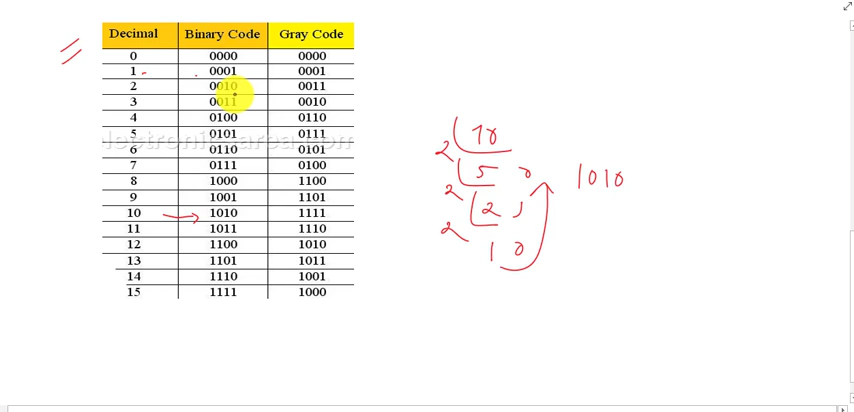 Decimal Binary Code Gray Code
0 0000 0000
1 0001 0001
2 0010 0011
3 0011 0010
4 0100 0110
5 0101 0111
6 0110 0101
7 0111 0100
8 1000 1100
9 1001 1101
10 1010 1111
11 1011 1110
12 1100 1010
13 1101 1011
14 1110 1001
15 1111 1000
2 10
2 5 0
2 2 1
1 0
1010